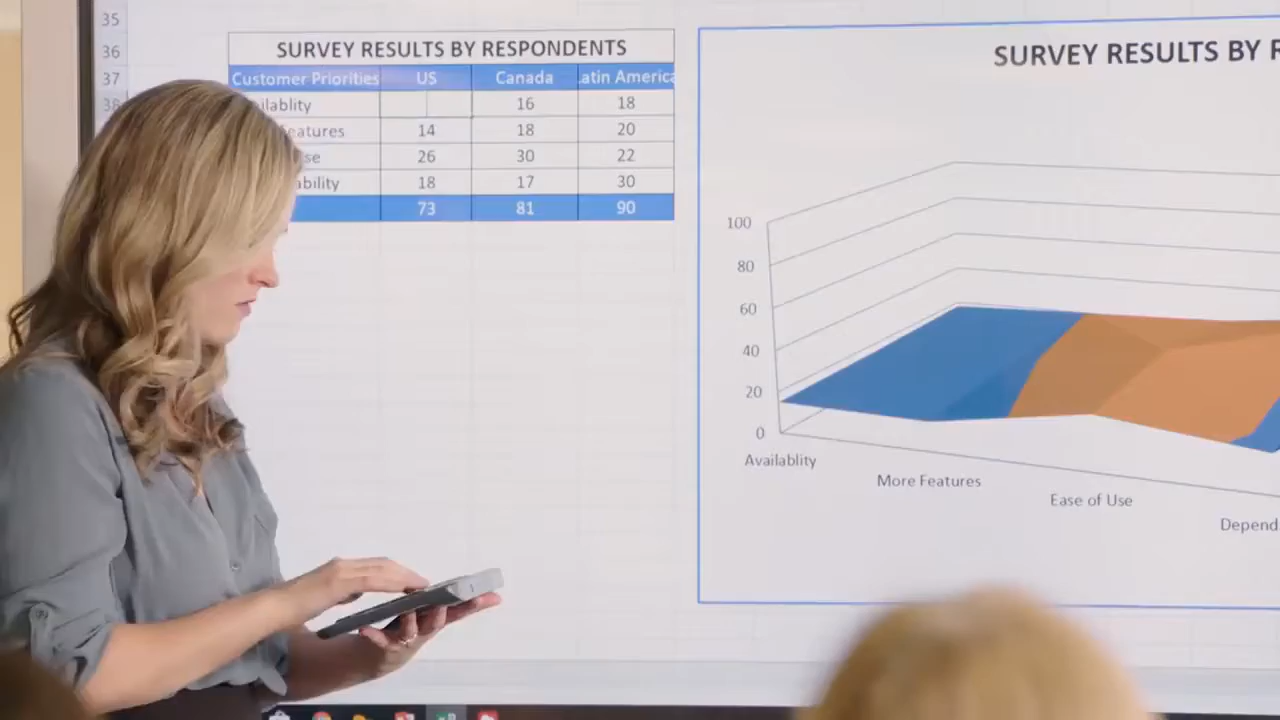 35
36 SURVEY RESULTS BY RESPONDENTS
37 Customer Priorities US Canada atin America
38 ilablity 16 18
eatures 14 18 20
se 26 30 22
ability 18 17 30
73 81 90
SURVEY RESULTS BY R
100
80
60
40
20
0
Availablity
More Features
Ease of Use
Depend